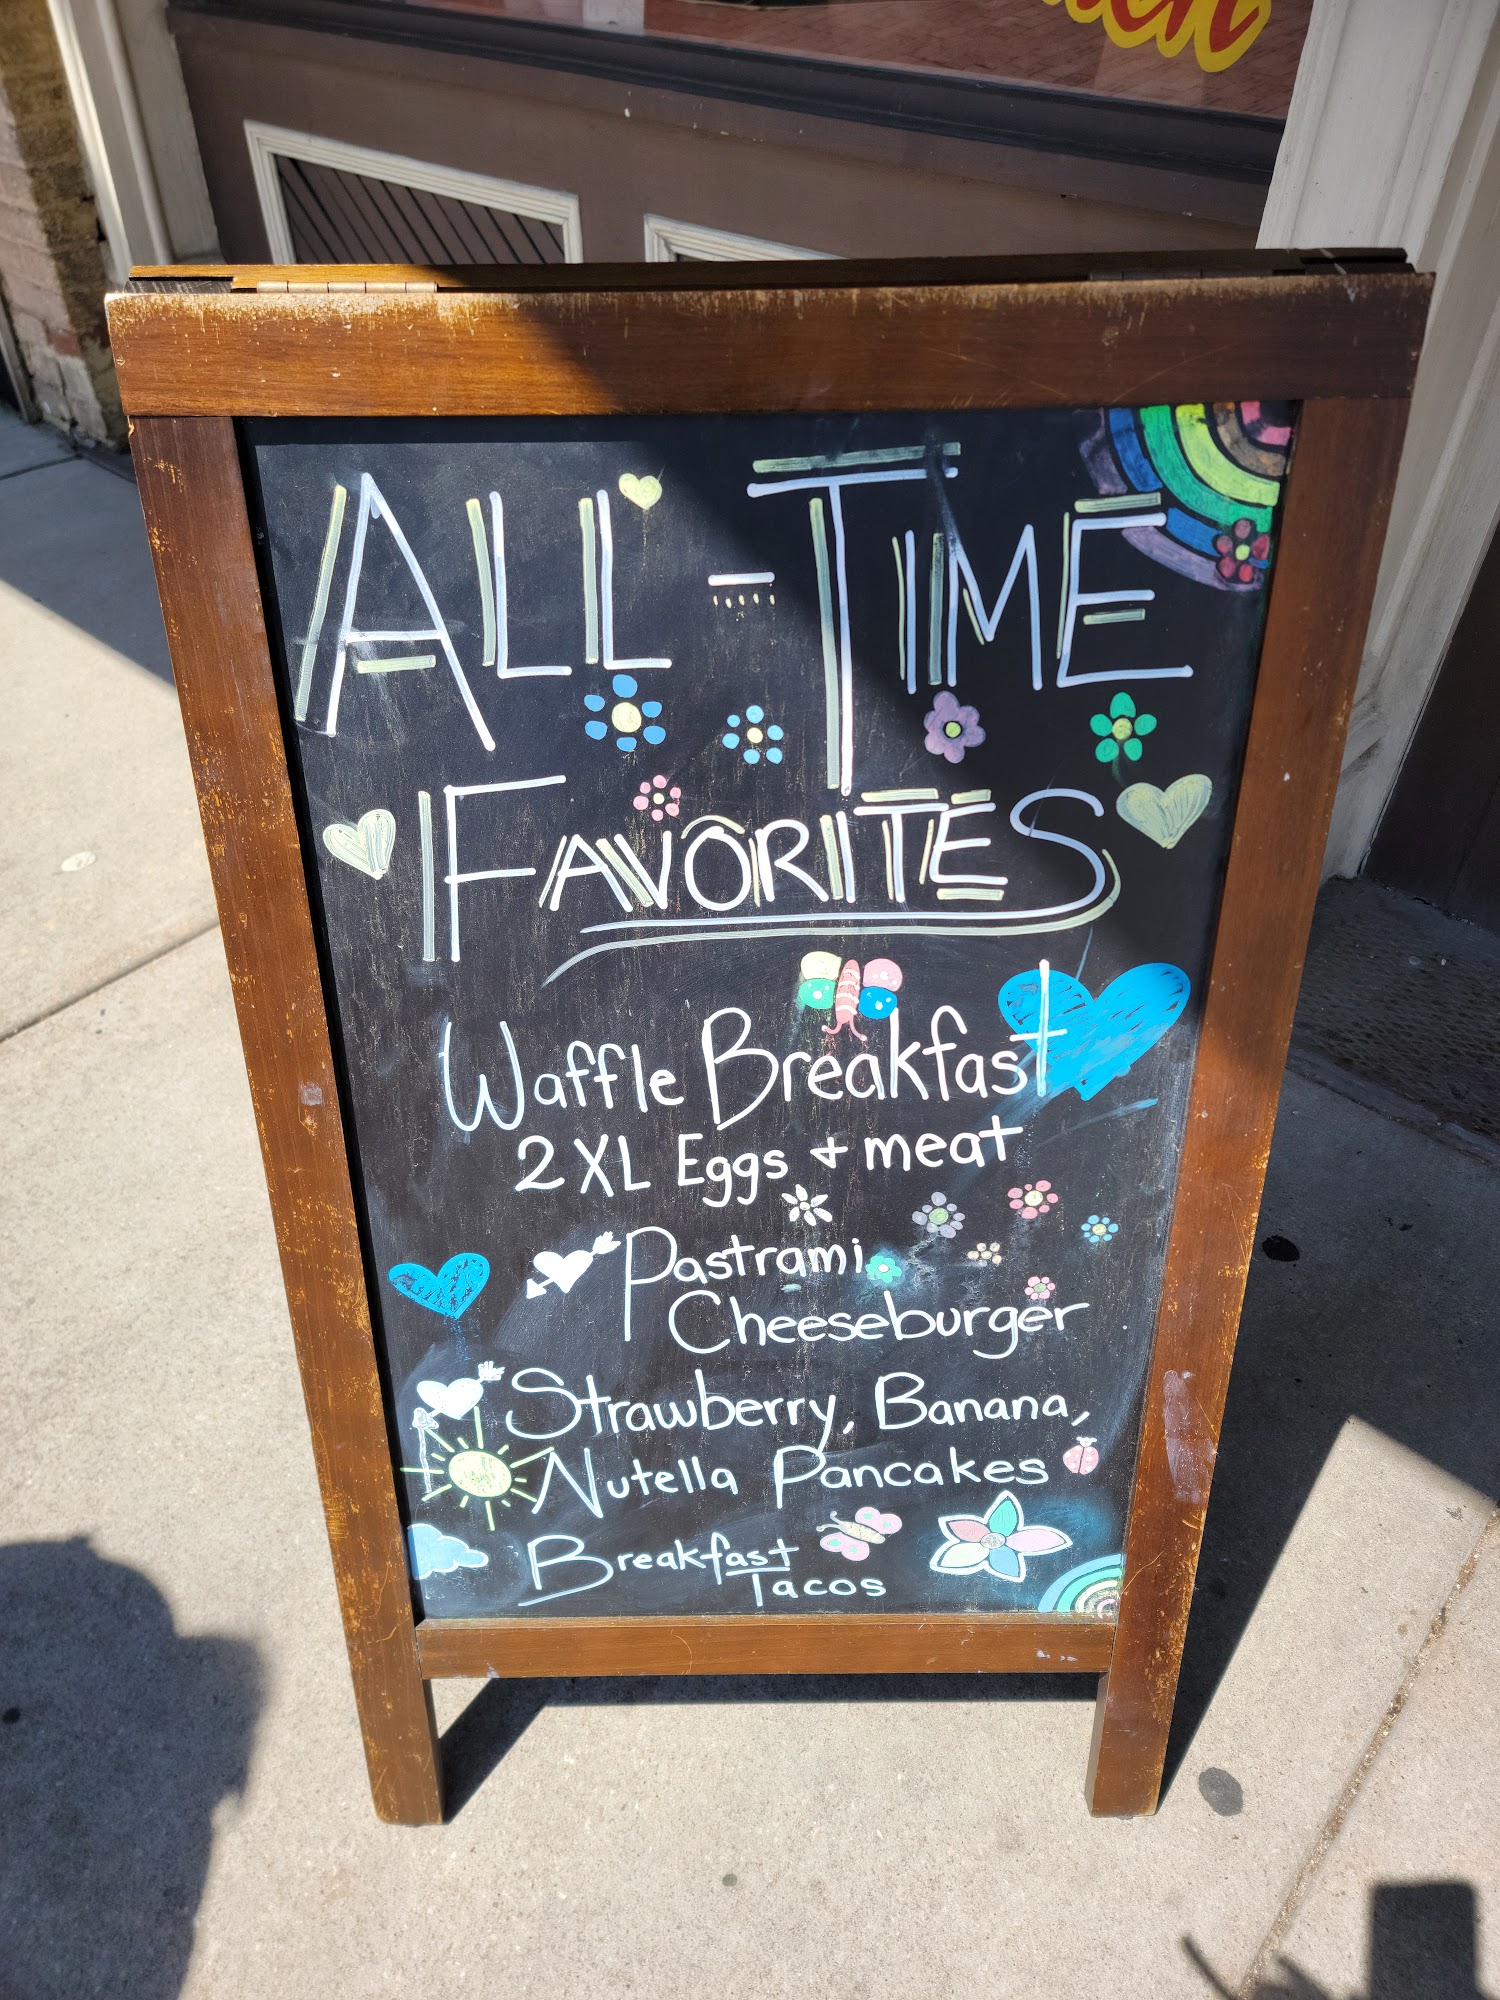 ALL-TIME
FAVORITES
Waffle Breakfast
2 XL Eggs + meat
Pastrami
Cheeseburger
Strawberry, Banana,
Nutella Pancakes
Breakfast
Tacos